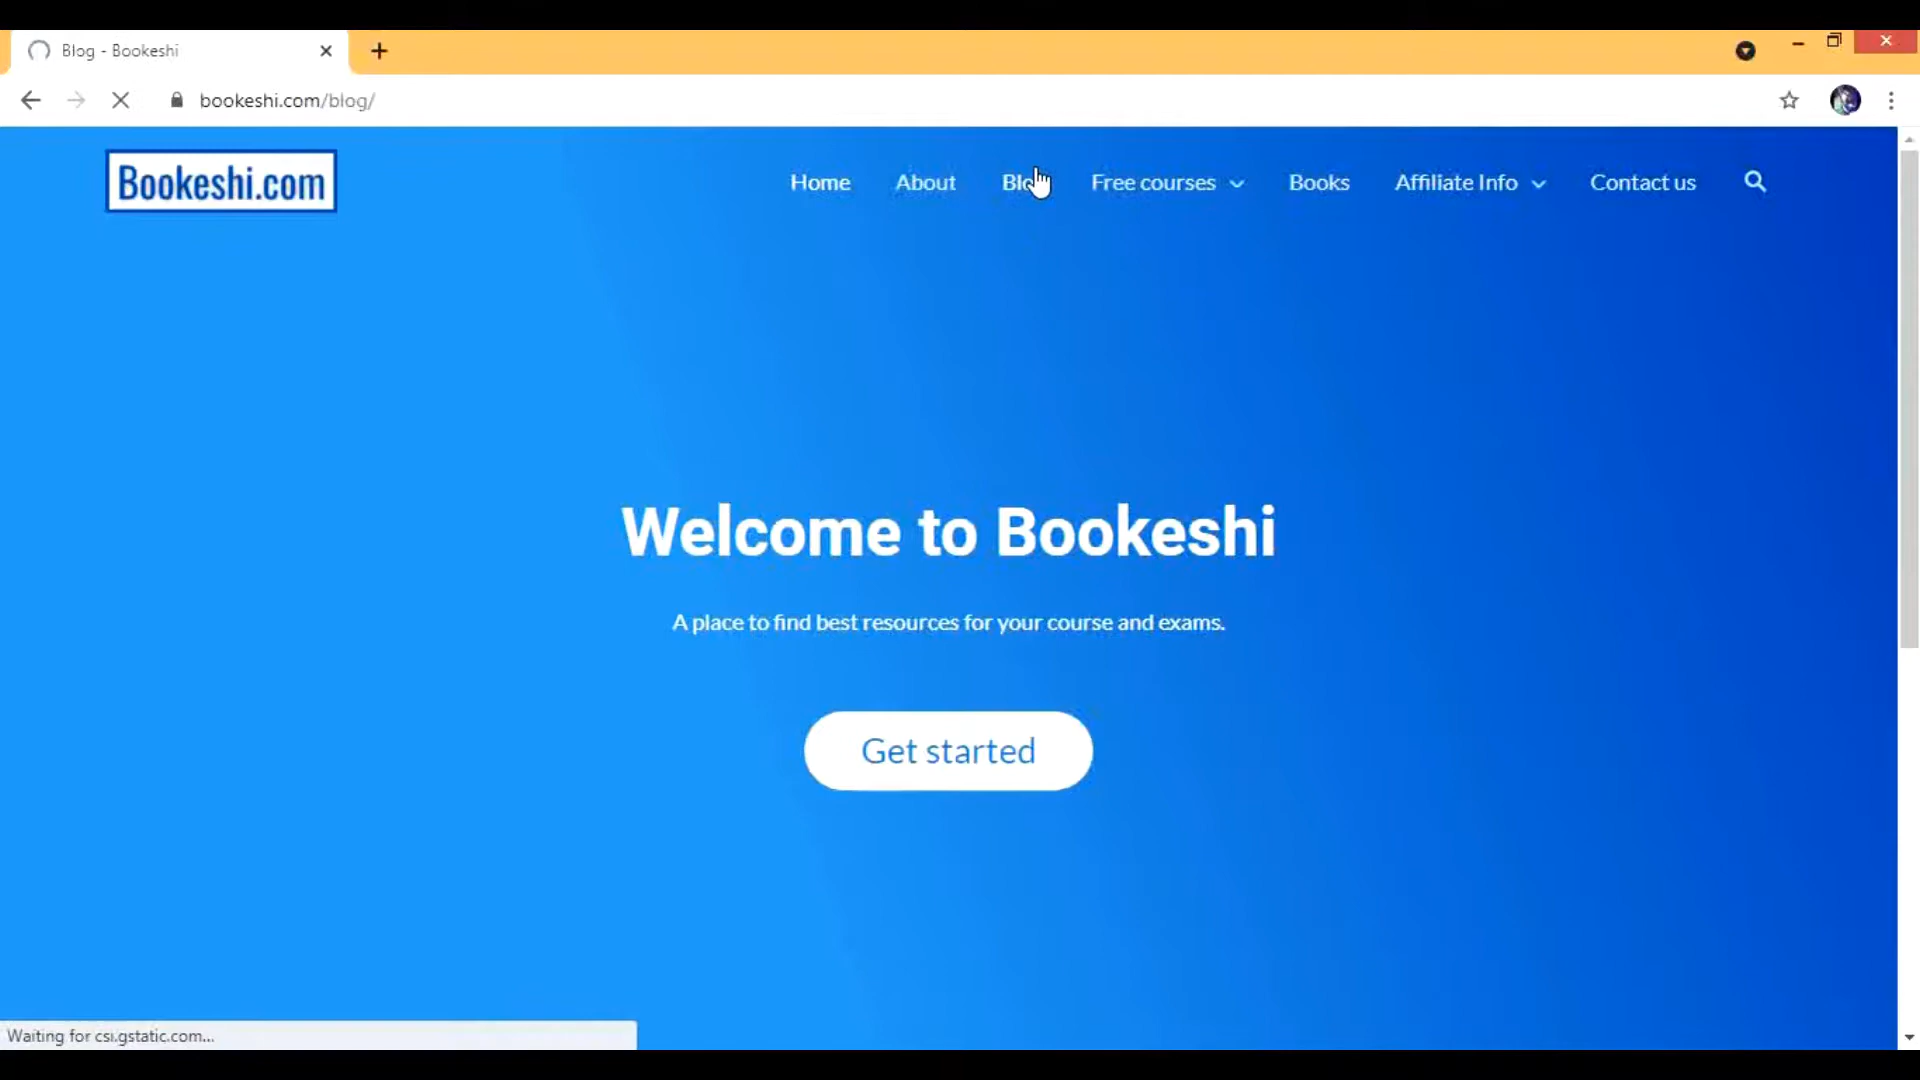 Blog - Bookeshi
bookeshi.com/blog/
Bookeshi.com
Home About Free courses Books Affiliate Info Contact us
Welcome to Bookeshi
A place to find best resources for your course and exams.
Get started
Waiting for csi.gstatic.com...